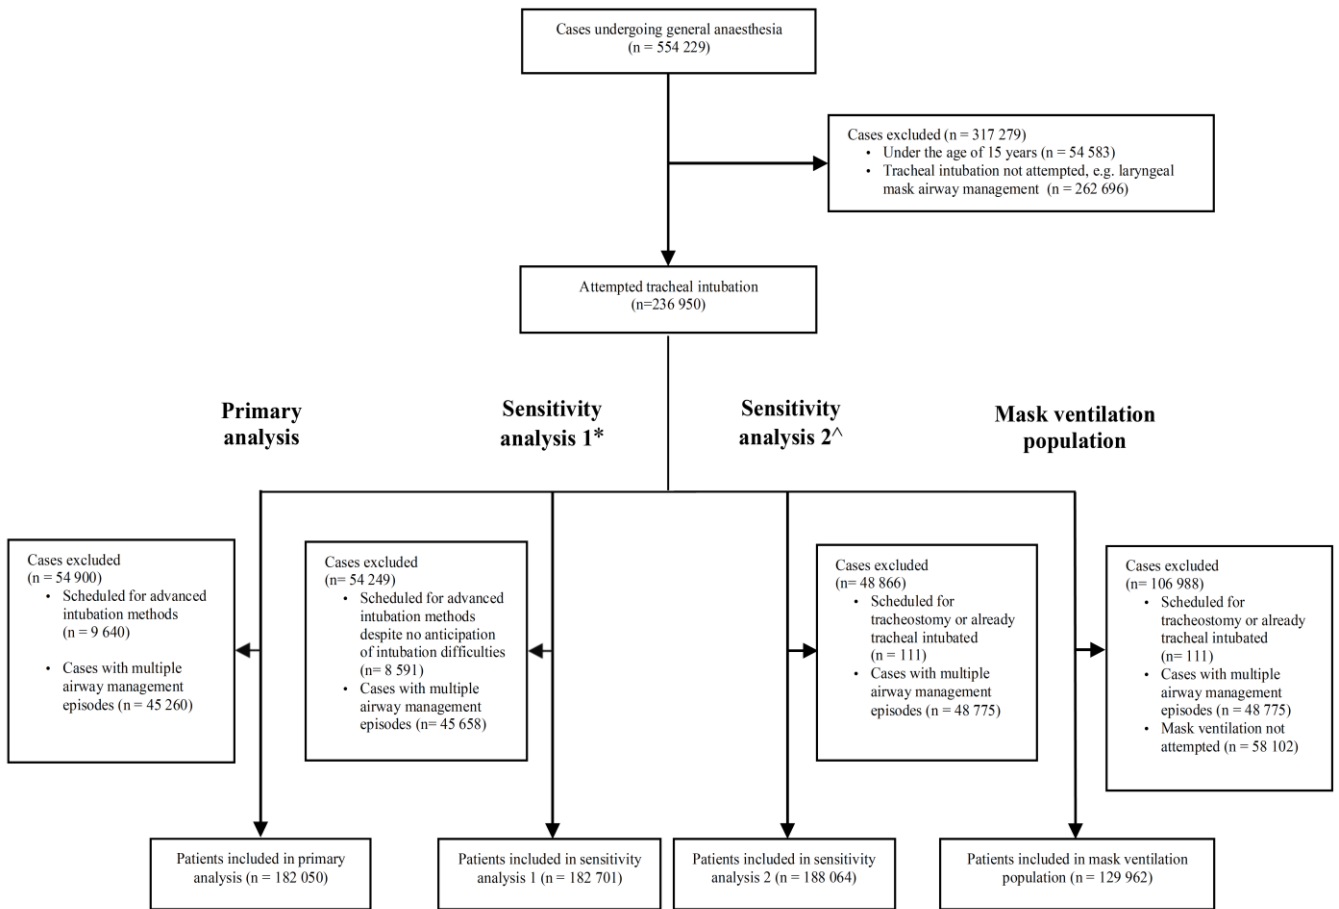 Cases undergoing general anaesthesia
(n = 554 229)
Cases excluded (n = 317 279)
• Under the age of 15 years (n = 54 583)
• Tracheal intubation not attempted, e.g. laryngeal
mask airway management (n = 262 696)
Attempted tracheal intubation
(n=236 950)
Primary
analysis
Sensitivity
analysis 1*
Sensitivity
analysis 2^
Mask ventilation
population
Cases excluded
(n = 54 900)
• Scheduled for advanced
intubation methods
(n = 9 640)
• Cases with multiple
airway management
episodes (n = 45 260)
Cases excluded
(n = 54 249)
• Scheduled for advanced
intubation methods
despite no anticipation
of intubation difficulties
(n= 8 591)
• Cases with multiple
airway management
episodes (n= 45 658)
Cases excluded
(n= 48 866)
• Scheduled for
tracheostomy or already
tracheal intubated
(n = 111)
• Cases with multiple
airway management
episodes (n = 48 775)
Cases excluded
(n = 106 988)
• Scheduled for
tracheostomy or already
tracheal intubated
(n= 111)
• Cases with multiple
airway management
episodes (n = 48 775)
• Mask ventilation not
attempted (n = 58 102)
Patients included in primary
analysis (n = 182 050)
Patients included in sensitivity
analysis 1 (n = 182 701)
Patients included in sensitivity
analysis 2 (n = 188 064)
Patients included in mask ventilation
population (n = 129 962)